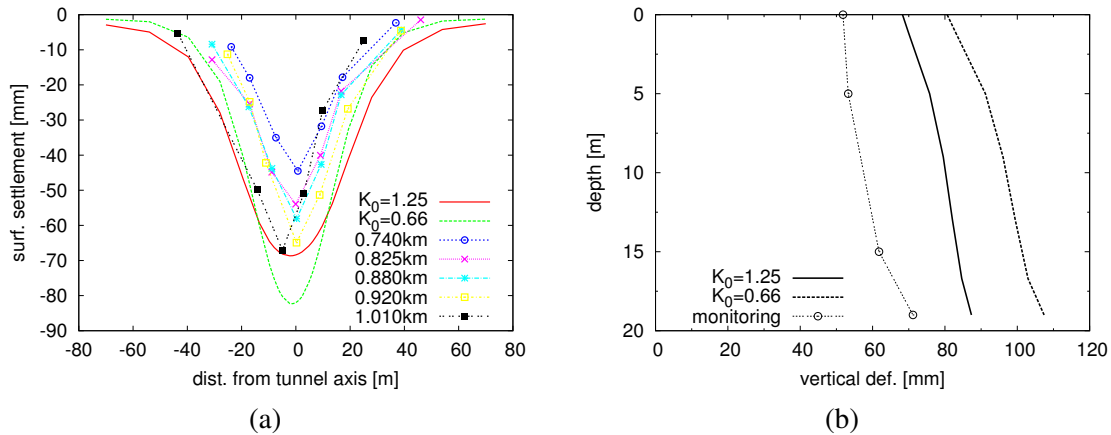 0
-10
-20
-30
-40
-50
-60
-70
-80
-90
surf. settlement [mm]
-80 -60 -40 -20 0 20 40 60 80
dist. from tunnel axis [m]
K0=1.25
K0=0.66
0.740km
0.825km
0.880km
0.920km
1.010km
(a)
0
5
10
15
20
depth [m]
0 20 40 60 80 100 120
vertical def. [mm]
K0=1.25
K0=0.66
monitoring
(b)